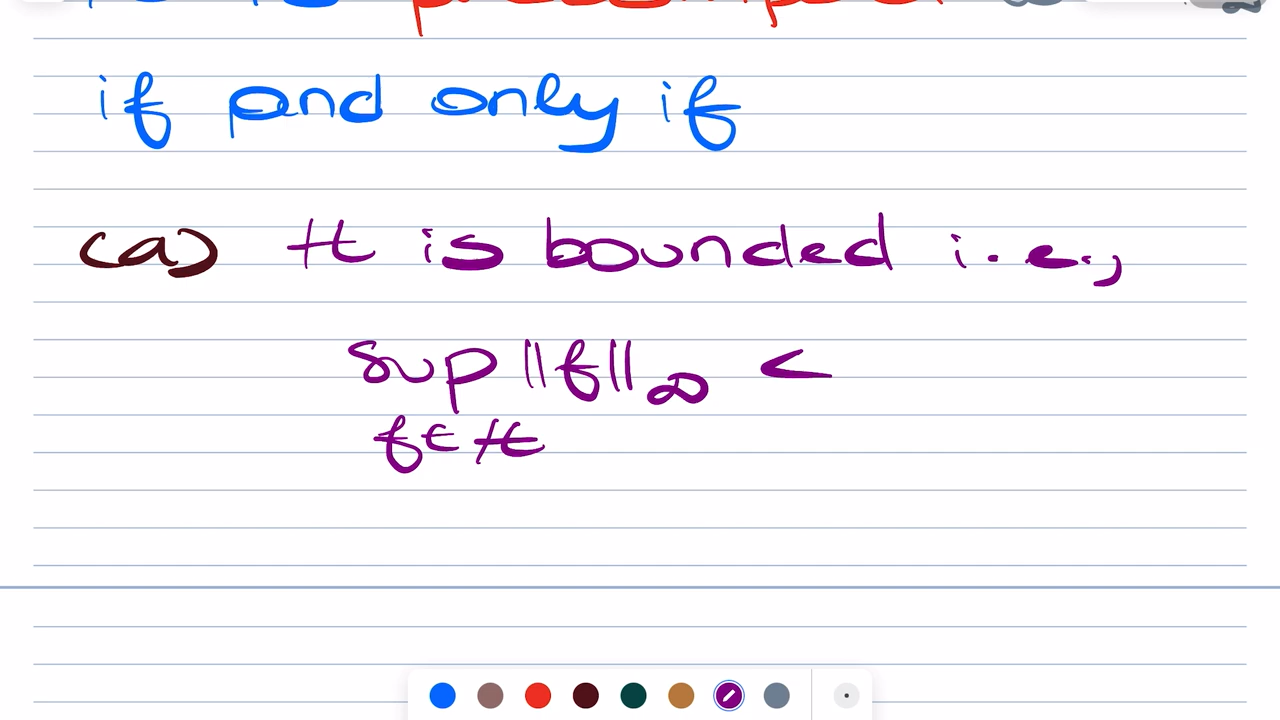 if and only if
(a) H is bounded i.e.,
sup ||f||∞ <
f ∈ H